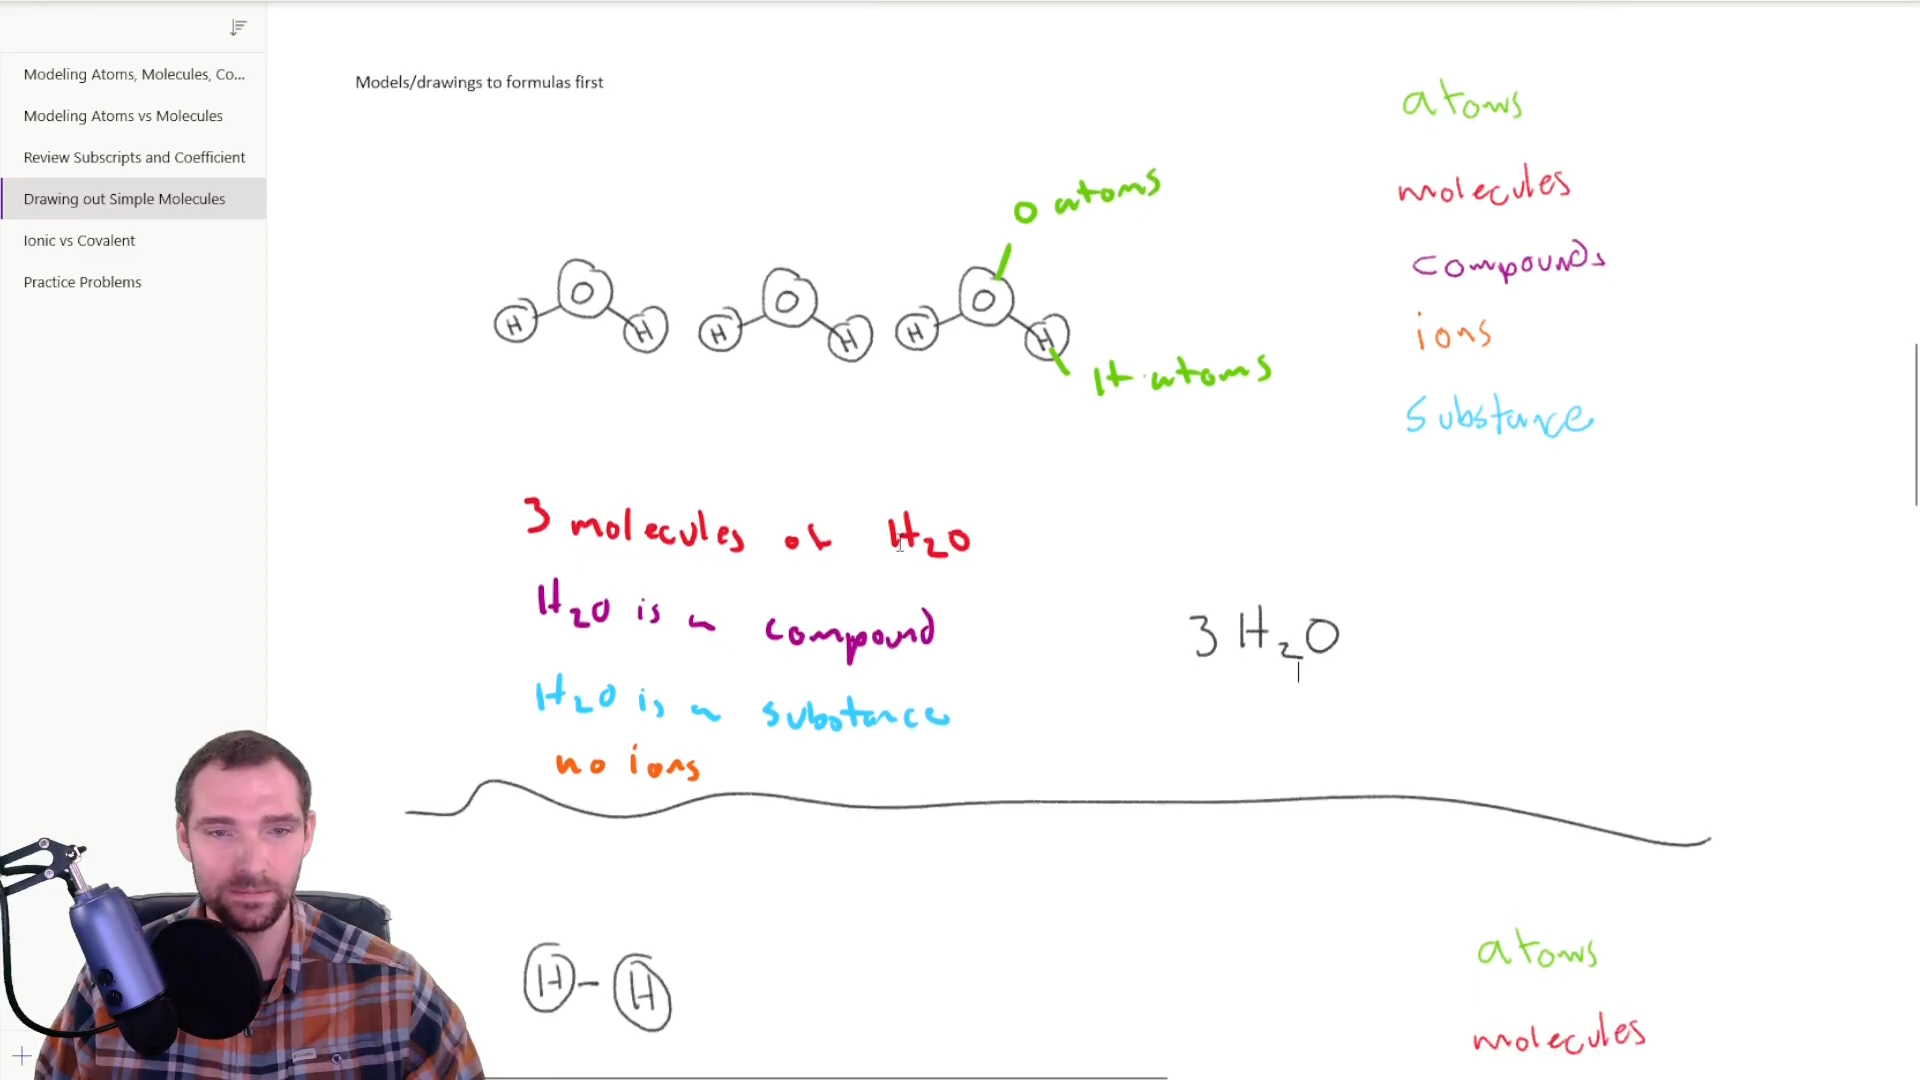 Modeling Atoms, Molecules, Co...
Modeling Atoms vs Molecules
Review Subscripts and Coefficient
Drawing out Simple Molecules
Ionic vs Covalent
Practice Problems
Models/drawings to formulas first
atoms
molecules
compounds
ions
substance
O atoms
H O H
H O H
H O H
H atoms
3 molecules of H₂O
H₂O is a compound
H₂O is a substance
no ions
3 H₂O
H - H
atoms
molecules